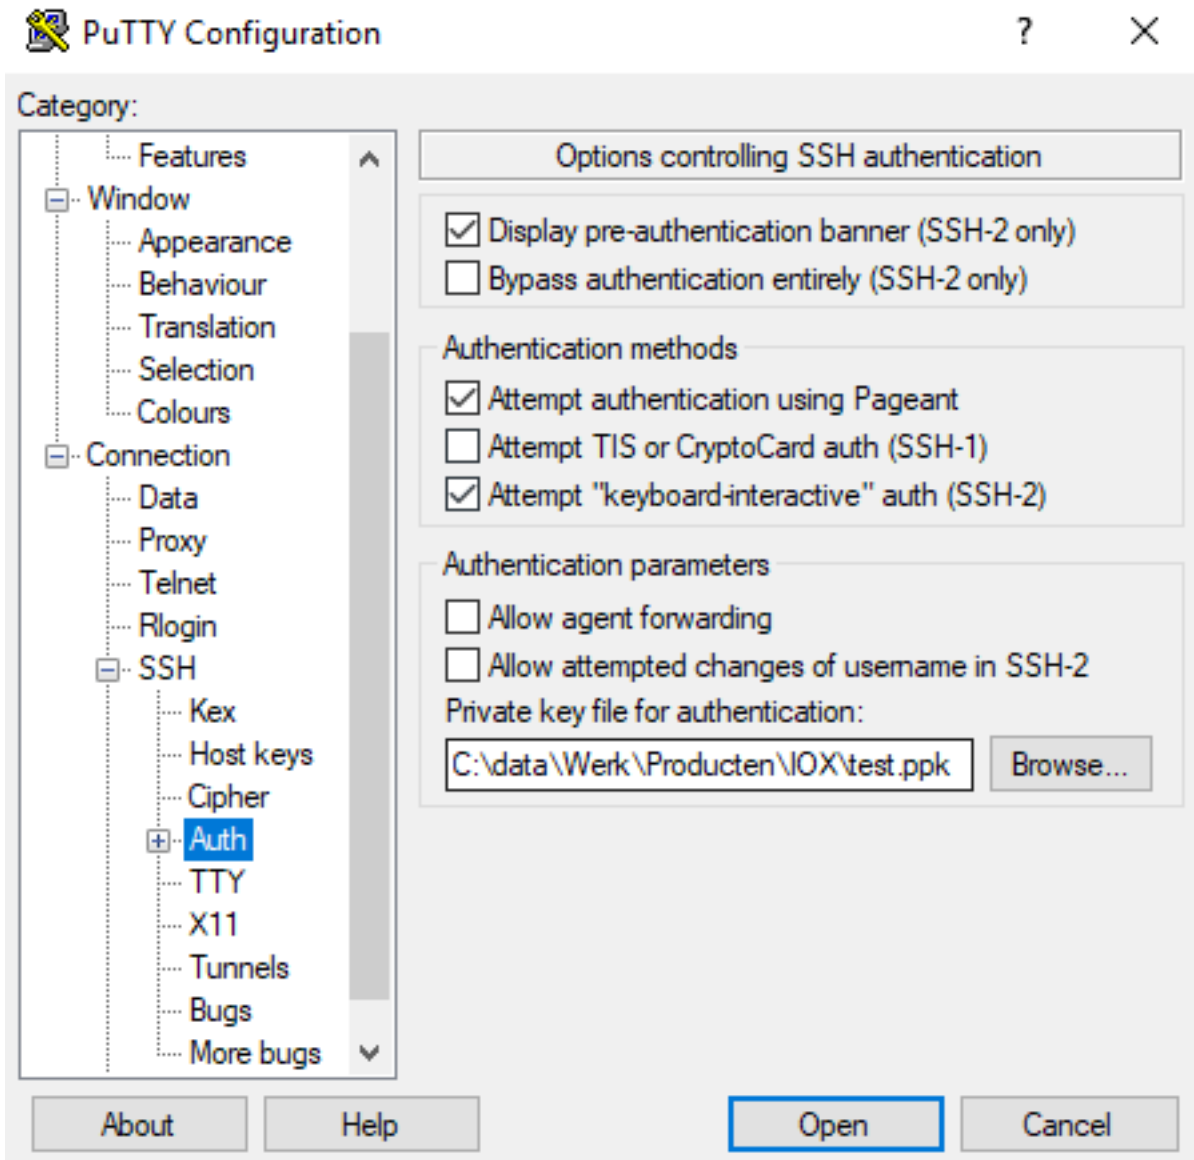 PuTTY Configuration
?
Category:
Features
Window
Appearance
Behaviour
Translation
Selection
Colours
Connection
Data
Proxy
Telnet
Rlogin
SSH
Kex
Host keys
Cipher
Auth
TTY
X11
Tunnels
Bugs
More bugs
Options controlling SSH authentication
Display pre-authentication banner (SSH-2 only)
Bypass authentication entirely (SSH-2 only)
Authentication methods
Attempt authentication using Pageant
Attempt TIS or CryptoCard auth (SSH-1)
Attempt "keyboard-interactive" auth (SSH-2)
Authentication parameters
Allow agent forwarding
Allow attempted changes of username in SSH-2
Private key file for authentication:
C:\data\Werk\Producten\IOX\test.ppk
Browse...
About
Help
Open
Cancel